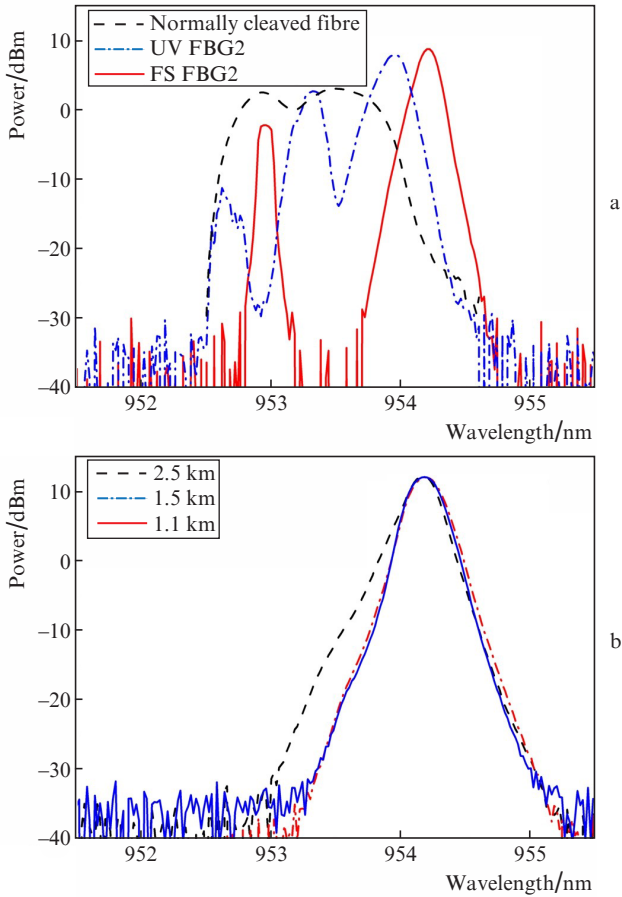 Power/dBm
10
0
–10
–20
–30
–40
Normally cleaved fibre
UV FBG2
FS FBG2
a
952
953
954
955
Wavelength/nm
Power/dBm
10
0
–10
–20
–30
–40
2.5 km
1.5 km
1.1 km
b
952
953
954
955
Wavelength/nm